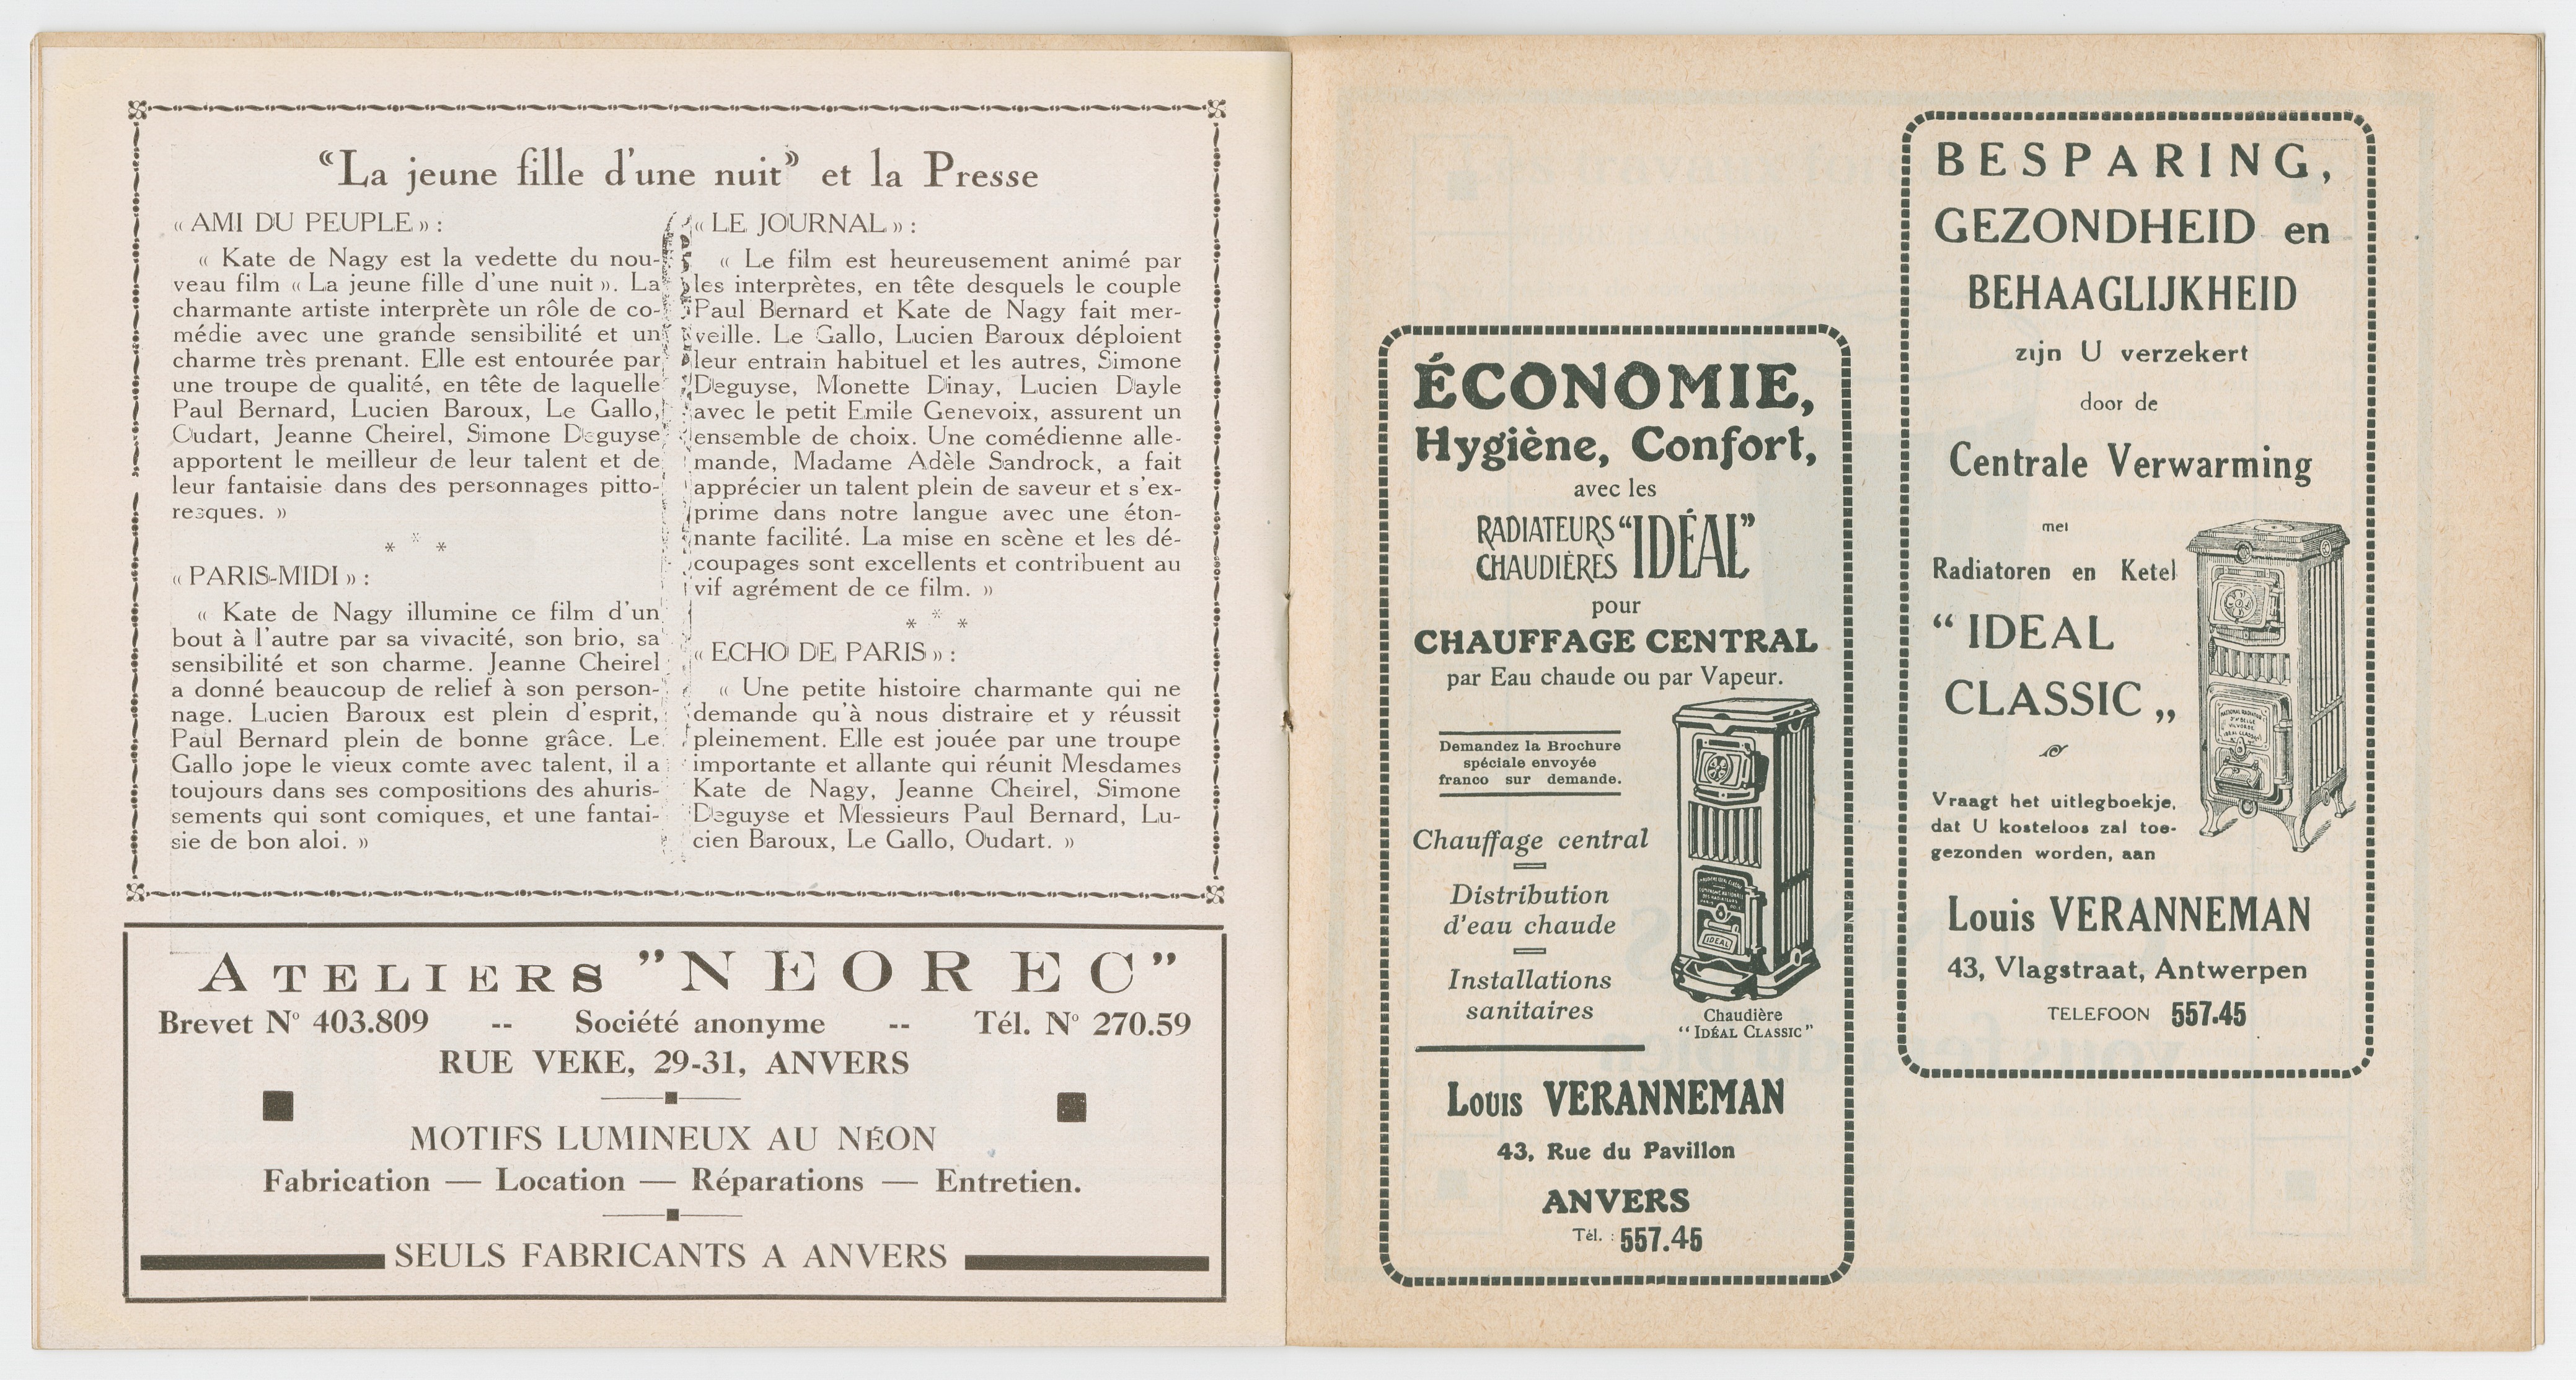 “La jeune fille d'une nuit” et la Presse
« AMI DU PEUPLE » :
« Kate de Nagy est la vedette du nou-
veau film « La jeune fille d'une nuit ». La
charmante artiste interprète un rôle de co-
médie avec une grande sensibilité et un
charme très prenant. Elle est entourée par
une troupe de qualité, en tête de laquelle
Paul Bernard, Lucien Baroux, Le Gallo,
Oudart, Jeanne Cheirel, Simone Deguyse
apportent le meilleur de leur talent et de
leur fantaisie dans des personnages pitto-
resques. »
* * *
« PARIS-MIDI » :
« Kate de Nagy illumine ce film d'un
bout à l'autre par sa vivacité, son brio, sa
sensibilité et son charme. Jeanne Cheirel
a donné beaucoup de relief à son person-
nage. Lucien Baroux est plein d'esprit,
Paul Bernard plein de bonne grâce. Le
Gallo jope le vieux comte avec talent, il a
toujours dans ses compositions des ahuris-
sements qui sont comiques, et une fantai-
sie de bon aloi. »
« LE JOURNAL » :
« Le film est heureusement animé par
les interprètes, en tête desquels le couple
Paul Bernard et Kate de Nagy fait mer-
veille. Le Gallo, Lucien Baroux déploient
leur entrain habituel et les autres, Simone
Deguyse, Monette Dinay, Lucien Dayle
avec le petit Emile Genevoix, assurent un
ensemble de choix. Une comédienne alle-
mande, Madame Adèle Sandrock, a fait
apprécier un talent plein de saveur et s'ex-
prime dans notre langue avec une éton-
nante facilité. La mise en scène et les dé-
coupages sont excellents et contribuent au
vif agrément de ce film. »
* * *
« ECHO DE PARIS » :
« Une petite histoire charmante qui ne
demande qu'à nous distraire et y réussit
pleinement. Elle est jouée par une troupe
importante et allante qui réunit Mesdames
Kate de Nagy, Jeanne Cheirel, Simone
Deguyse et Messieurs Paul Bernard, Lu-
cien Baroux, Le Gallo, Oudart. »
ATELIERS ”NEOREC”
Brevet N° 403.809 -- Société anonyme -- Tél. N° 270.59
RUE VEKE, 29-31, ANVERS
MOTIFS LUMINEUX AU NÉON
Fabrication — Location — Réparations — Entretien.
SEULS FABRICANTS A ANVERS
ÉCONOMIE,
Hygiène, Confort,
avec les
RADIATEURS
CHAUDIÈRES
“IDÉAL”
pour
CHAUFFAGE CENTRAL
par Eau chaude ou par Vapeur.
Demandez la Brochure
spéciale envoyée
franco sur demande.
Chauffage central
Distribution
d'eau chaude
Installations
sanitaires
IDEAL
Chaudière
“ IDÉAL CLASSIC ”
Louis VERANNEMAN
43, Rue du Pavillon
ANVERS
Tél. : 557.45
BESPARING,
GEZONDHEID en
BEHAAGLIJKHEID
zijn U verzekert
door de
Centrale Verwarming
met
Radiatoren en Ketel
“ IDEAL
CLASSIC „
Vraagt het uitlegboekje,
dat U kosteloos zal toe-
gezonden worden, aan
Louis VERANNEMAN
43, Vlagstraat, Antwerpen
TELEFOON 557.45